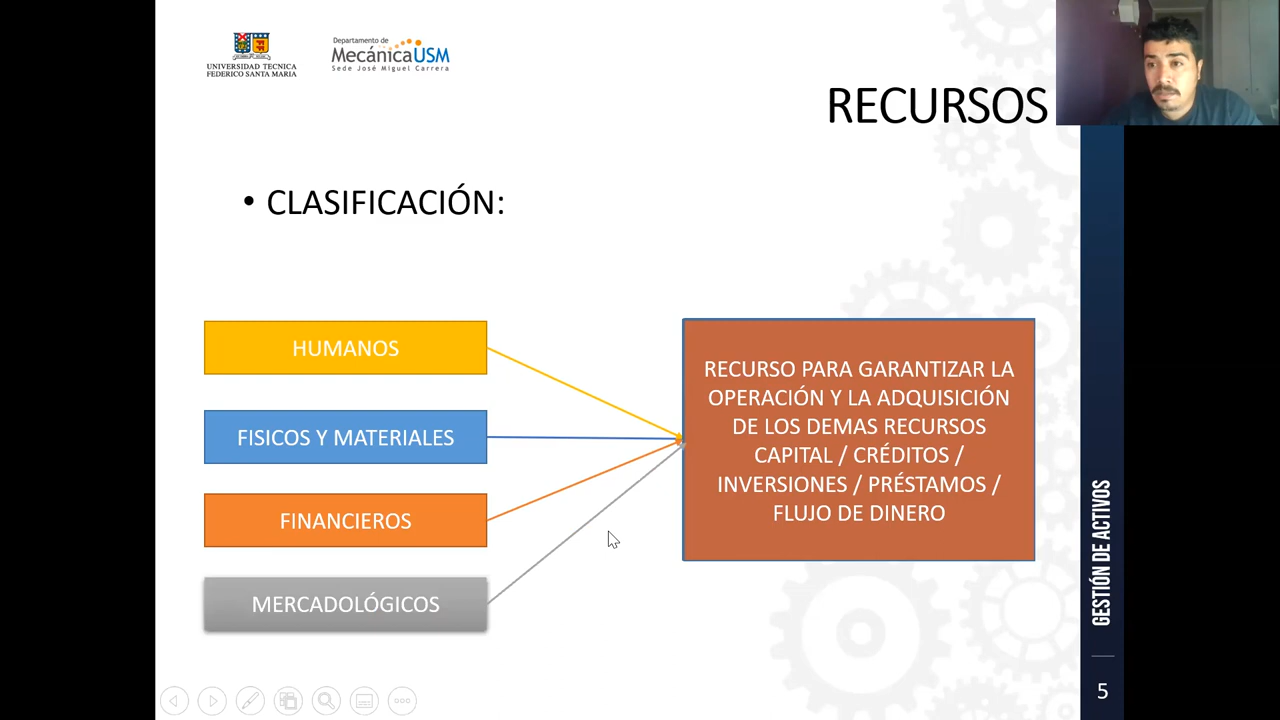 UNIVERSIDAD TECNICA
FEDERICO SANTA MARIA
Departamento de
MecánicaUSM
Sede José Miguel Carrera
RECURSOS
• CLASIFICACIÓN:
HUMANOS
FISICOS Y MATERIALES
FINANCIEROS
MERCADOLÓGICOS
RECURSO PARA GARANTIZAR LA
OPERACIÓN Y LA ADQUISICIÓN
DE LOS DEMAS RECURSOS
CAPITAL / CRÉDITOS /
INVERSIONES / PRÉSTAMOS /
FLUJO DE DINERO
GESTIÓN DE ACTIVOS
5